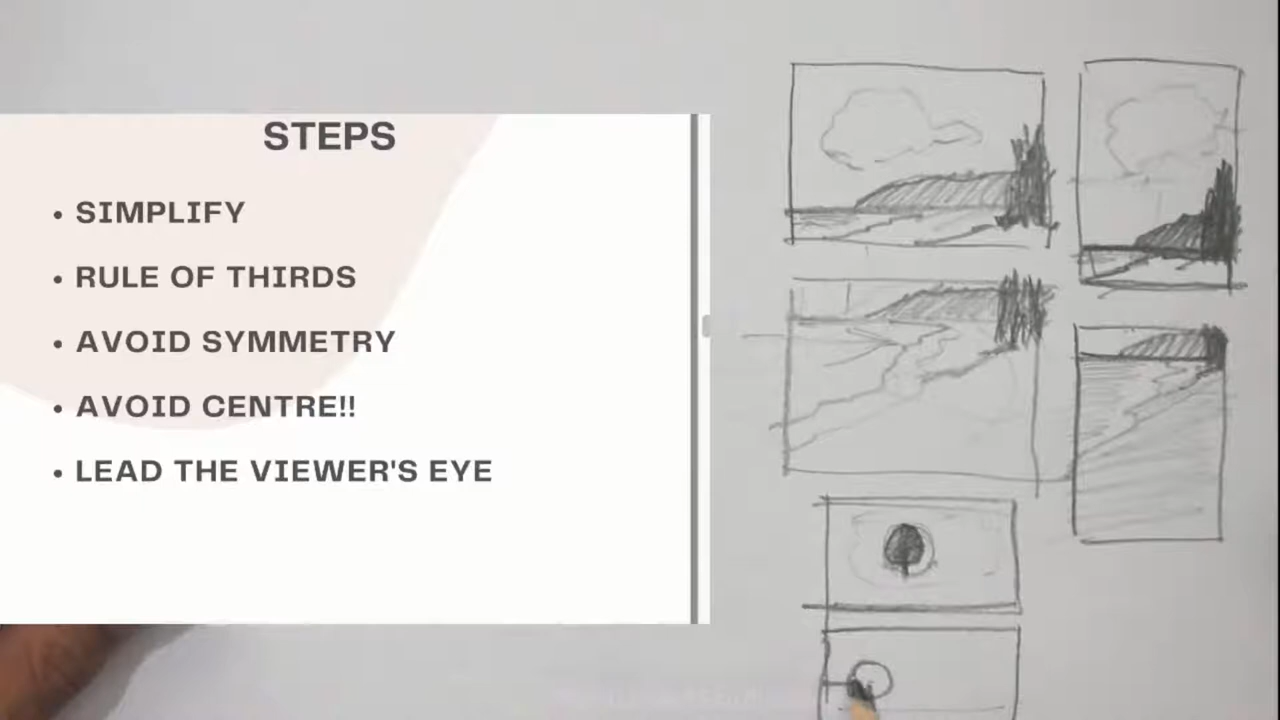 STEPS
• SIMPLIFY
• RULE OF THIRDS
• AVOID SYMMETRY
• AVOID CENTRE!!
• LEAD THE VIEWER'S EYE